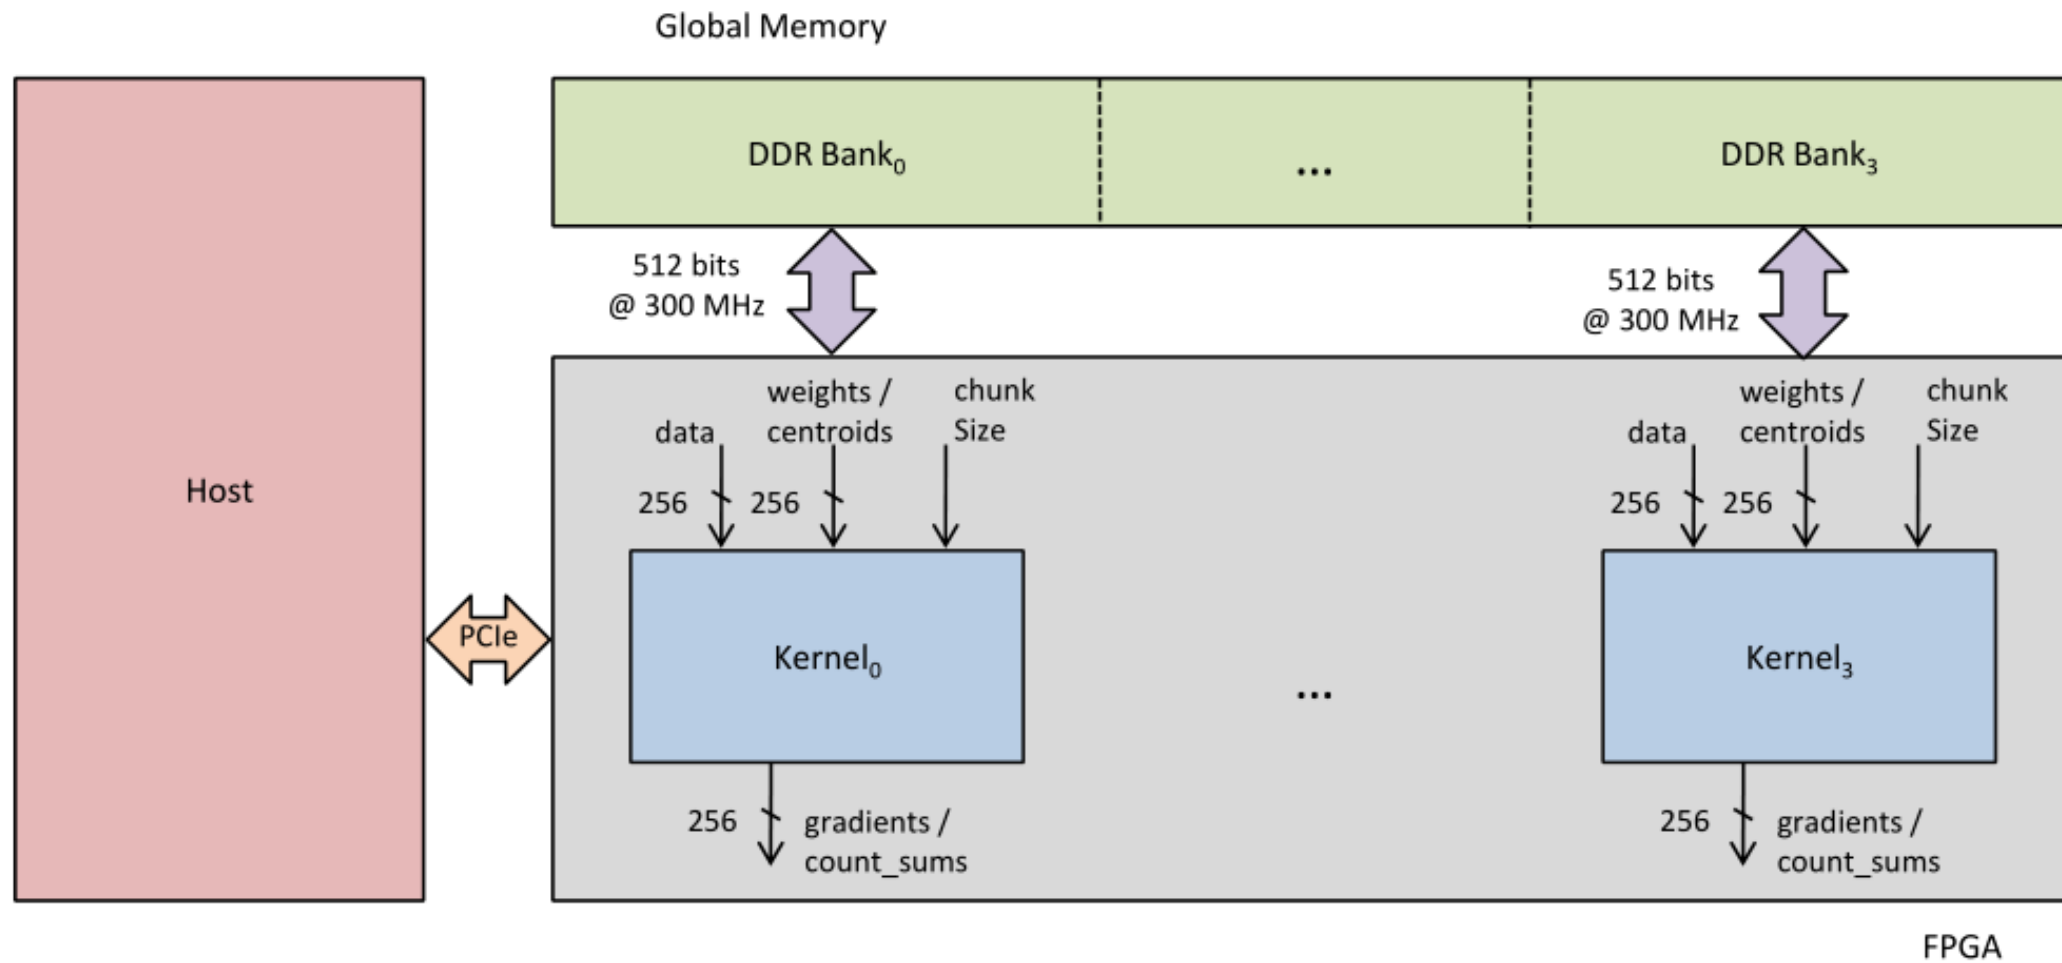 Global Memory
DDR Bank0
...
DDR Bank3
512 bits
@ 300 MHz
512 bits
@ 300 MHz
Host
PCIe
data
weights /
centroids
chunk
Size
256
256
Kernel0
256
gradients /
count_sums
...
data
weights /
centroids
chunk
Size
256
256
Kernel3
256
gradients /
count_sums
FPGA